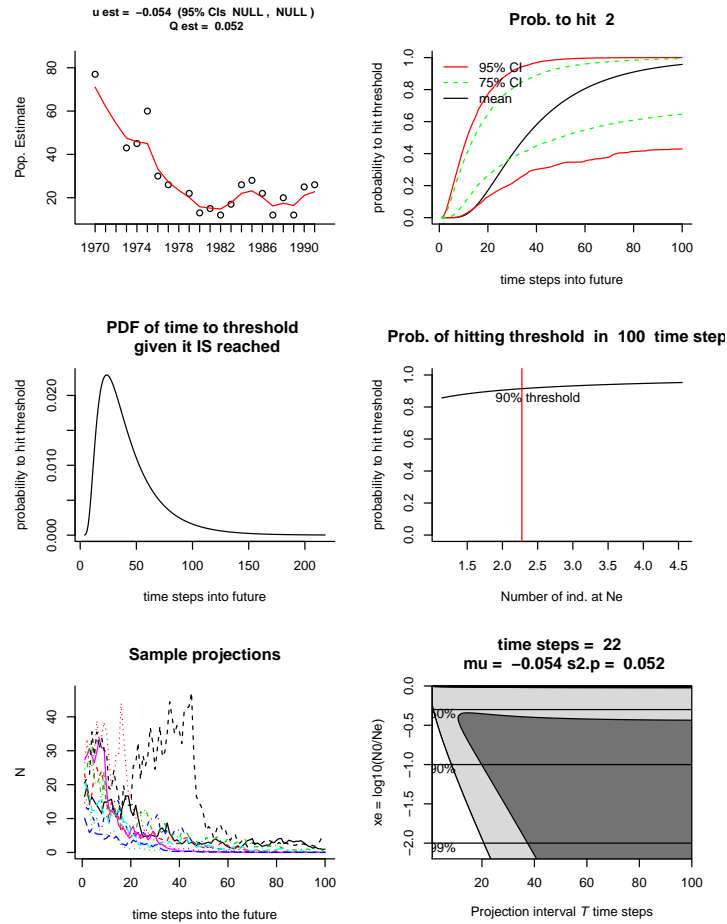 u est = −0.054 (95% CIs NULL , NULL )
Q est = 0.052
Pop. Estimate
80
60
40
20
1970 1974 1978 1982 1986 1990
Prob. to hit 2
probability to hit threshold
1.0
0.8
0.6
0.4
0.2
0.0
95% CI
75% CI
mean
0 20 40 60 80 100
time steps into future
PDF of time to threshold
given it IS reached
probability to hit threshold
0.020
0.010
0.000
0 50 100 150 200
time steps into future
Prob. of hitting threshold in 100 time step
probability to hit threshold
1.0
0.8
0.6
0.4
0.2
0.0
90% threshold
1.5 2.0 2.5 3.0 3.5 4.0 4.5
Number of ind. at Ne
Sample projections
N
40
30
20
10
0
0 20 40 60 80 100
time steps into the future
time steps = 22
mu = −0.054 s2.p = 0.052
xe = log10(N0/Ne)
0.0
−0.5
−1.0
−1.5
−2.0
90%
99%
20 40 60 80 100
Projection interval T time steps